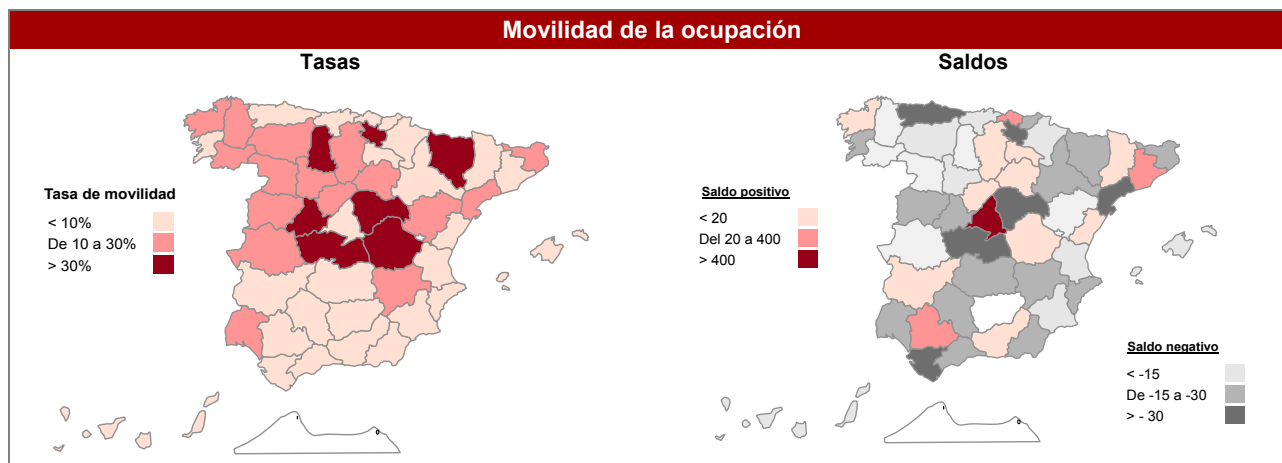 Movilidad de la ocupación
Tasas
Saldos
Tasa de movilidad
< 10%
De 10 a 30%
> 30%
Saldo positivo
< 20
Del 20 a 400
> 400
Saldo negativo
< -15
De -15 a -30
> - 30